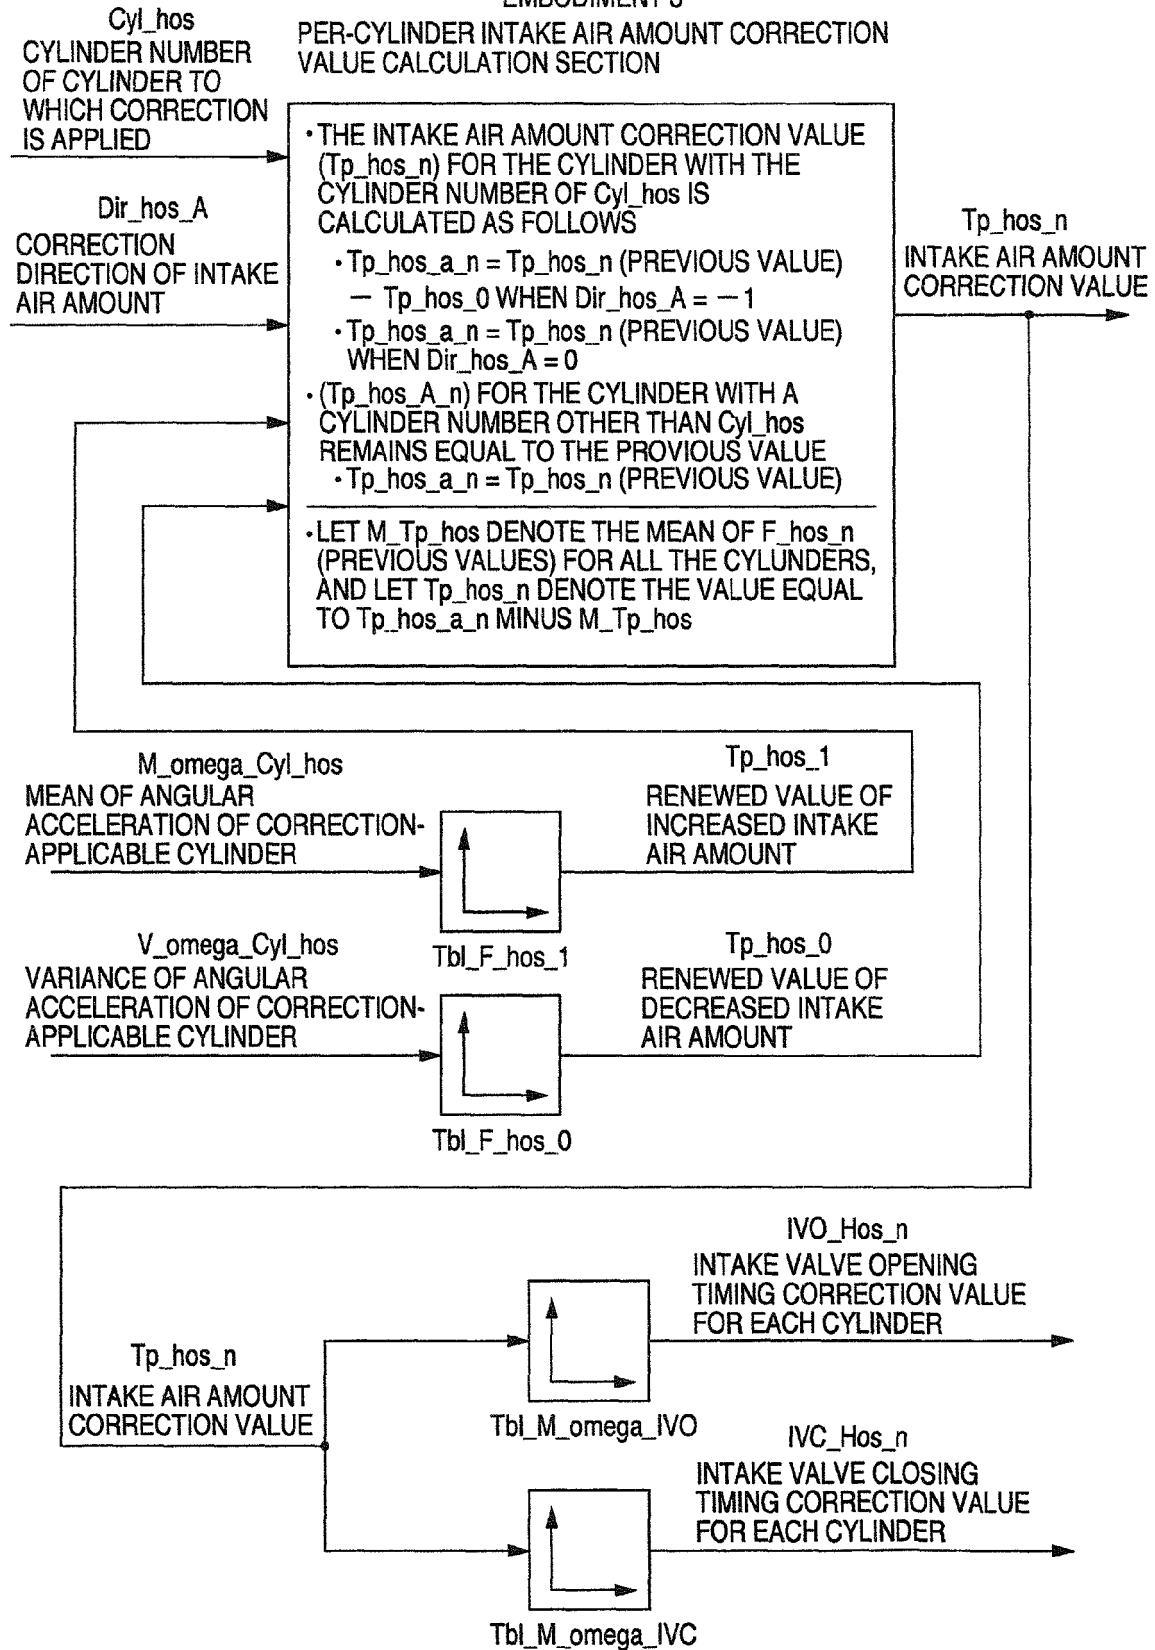 Cyl_hos
CYLINDER NUMBER
OF CYLINDER TO
WHICH CORRECTION
IS APPLIED
PER-CYLINDER INTAKE AIR AMOUNT CORRECTION
VALUE CALCULATION SECTION
Dir_hos_A
CORRECTION
DIRECTION OF INTAKE
AIR AMOUNT
•THE INTAKE AIR AMOUNT CORRECTION VALUE
(Tp_hos_n) FOR THE CYLINDER WITH THE
CYLINDER NUMBER OF Cyl_hos IS
CALCULATED AS FOLLOWS
•Tp_hos_a_n = Tp_hos_n (PREVIOUS VALUE)
— Tp_hos_0 WHEN Dir_hos_A = —1
•Tp_hos_a_n = Tp_hos_n (PREVIOUS VALUE)
WHEN Dir_hos_A = 0
•(Tp_hos_A_n) FOR THE CYLINDER WITH A
CYLINDER NUMBER OTHER THAN Cyl_hos
REMAINS EQUAL TO THE PROVIOUS VALUE
•Tp_hos_a_n = Tp_hos_n (PREVIOUS VALUE)
•LET M_Tp_hos DENOTE THE MEAN OF F_hos_n
(PREVIOUS VALUES) FOR ALL THE CYLUNDERS,
AND LET Tp_hos_n DENOTE THE VALUE EQUAL
TO Tp_hos_a_n MINUS M_Tp_hos
Tp_hos_n
INTAKE AIR AMOUNT
CORRECTION VALUE
M_omega_Cyl_hos
MEAN OF ANGULAR
ACCELERATION OF CORRECTION-
APPLICABLE CYLINDER
Tbl_F_hos_1
Tp_hos_1
RENEWED VALUE OF
INCREASED INTAKE
AIR AMOUNT
V_omega_Cyl_hos
VARIANCE OF ANGULAR
ACCELERATION OF CORRECTION-
APPLICABLE CYLINDER
Tbl_F_hos_0
Tp_hos_0
RENEWED VALUE OF
DECREASED INTAKE
AIR AMOUNT
Tp_hos_n
INTAKE AIR AMOUNT
CORRECTION VALUE
Tbl_M_omega_IVO
IVO_Hos_n
INTAKE VALVE OPENING
TIMING CORRECTION VALUE
FOR EACH CYLINDER
Tbl_M_omega_IVC
IVC_Hos_n
INTAKE VALVE CLOSING
TIMING CORRECTION VALUE
FOR EACH CYLINDER